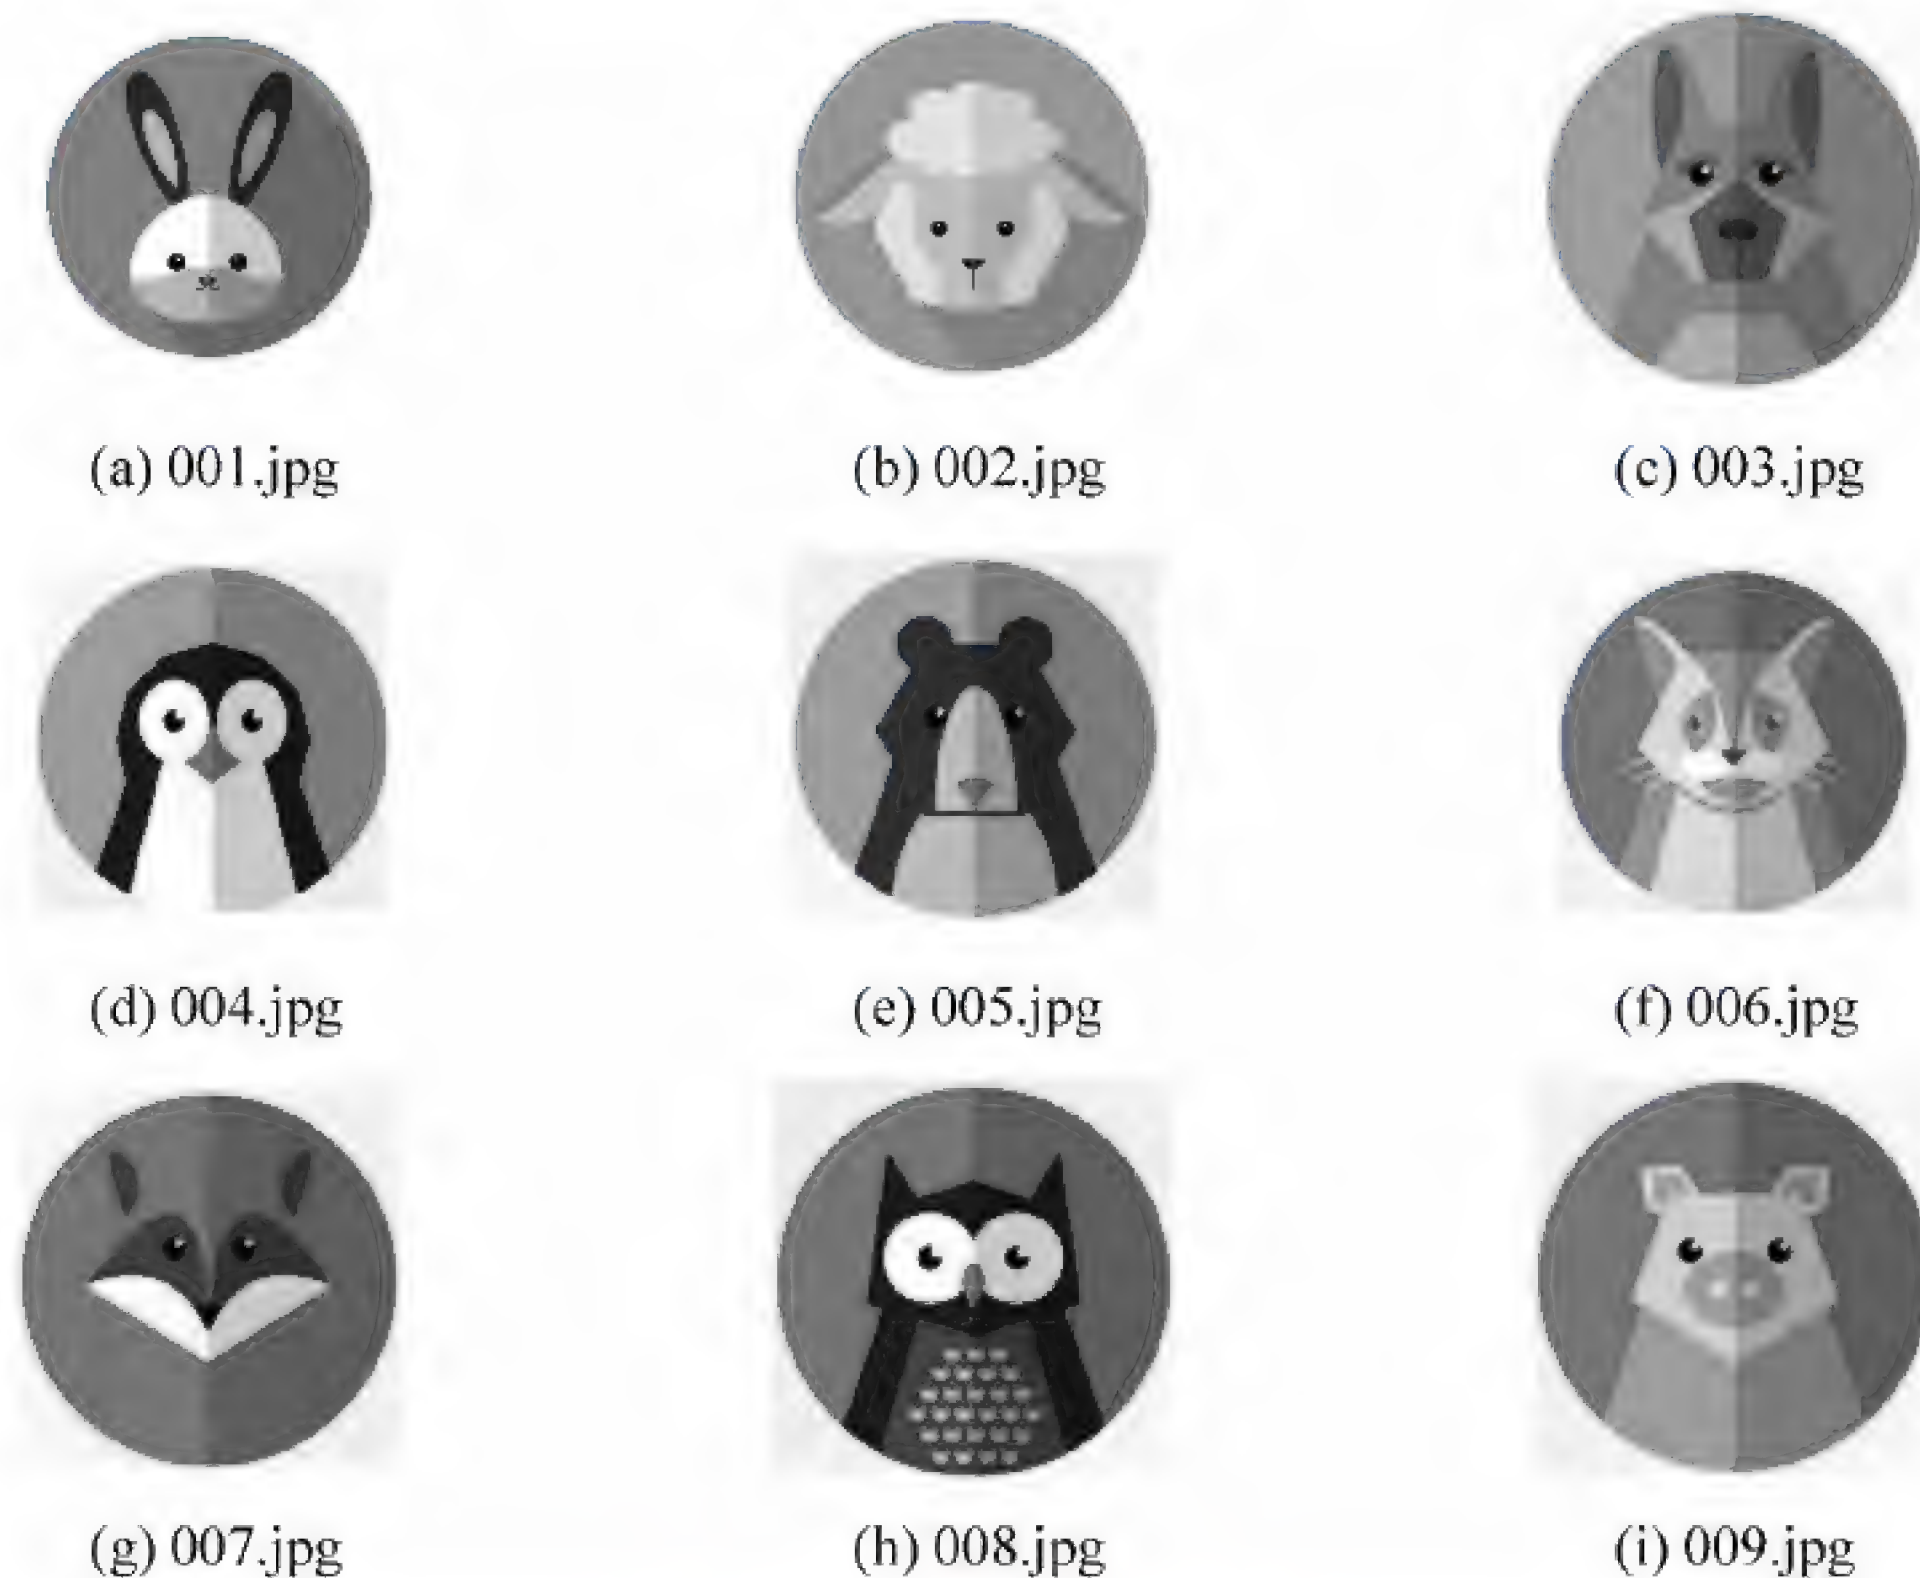 (a) 001.jpg
(b) 002.jpg
(c) 003.jpg
(d) 004.jpg
(e) 005.jpg
(f) 006.jpg
(g) 007.jpg
(h) 008.jpg
(i) 009.jpg